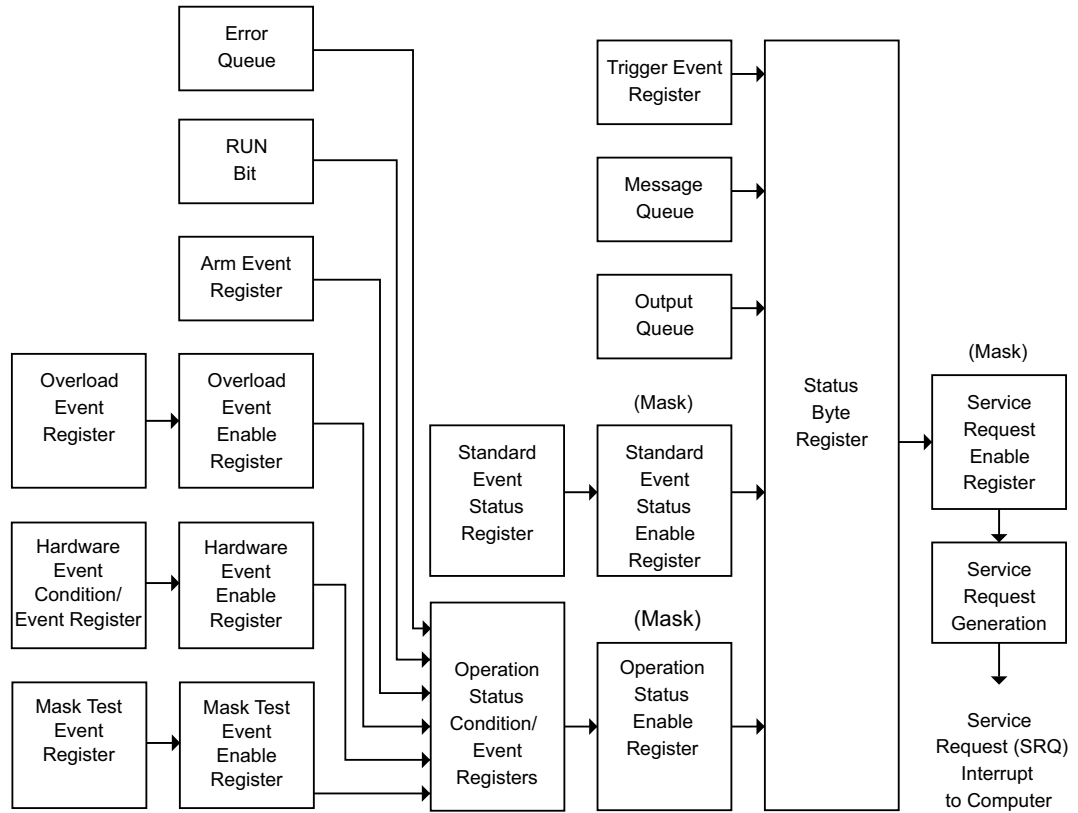 Error
Queue
RUN
Bit
Arm Event
Register
Overload
Event
Register
Overload
Event
Enable
Register
Hardware
Event
Condition/
Event Register
Hardware
Event
Enable
Register
Mask Test
Event
Register
Mask Test
Event
Enable
Register
Trigger Event
Register
Message
Queue
Output
Queue
Standard
Event
Status
Register
(Mask)
Standard
Event
Status
Enable
Register
Operation
Status
Condition/
Event
Registers
(Mask)
Operation
Status
Enable
Register
Status
Byte
Register
(Mask)
Service
Request
Enable
Register
Service
Request
Generation
Service
Request (SRQ)
Interrupt
to Computer